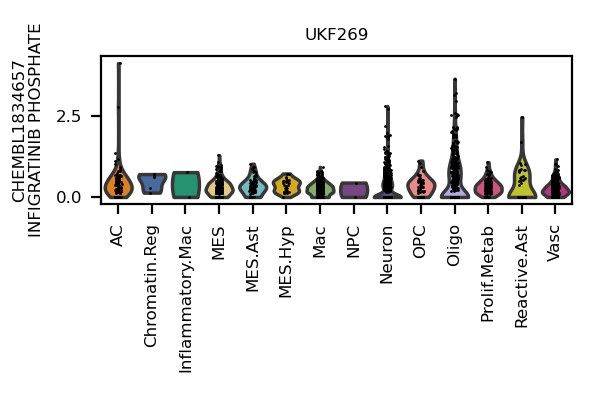 UKF269
CHEMBL1834657
INFIGRATINIB PHOSPHATE
2.5
0.0
AC
Chromatin.Reg
Inflammatory.Mac
MES
MES.Ast
MES.Hyp
Mac
NPC
Neuron
OPC
Oligo
Prolif.Metab
Reactive.Ast
Vasc